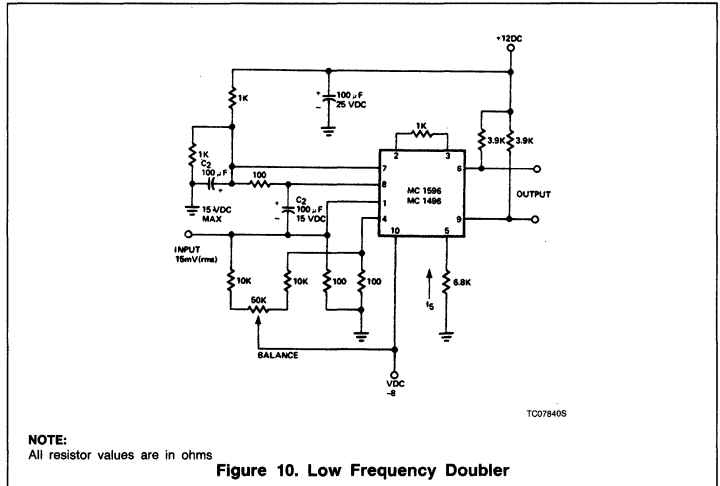 +12DC
1K
+
100 μF
25 VDC
–
1K
3.9K
3.9K
1K
C2
100 μF
+
15 VDC
MAX
100
+
C2
100 μF
15 VDC
–
2
3
7
8
1
4
10
5
6
9
MC 1596
MC 1496
OUTPUT
INPUT
15mV(rms)
10K
10K
100
100
50K
BALANCE
I5
6.8K
VDC
-8
TC07840S
NOTE:
All resistor values are in ohms
Figure 10. Low Frequency Doubler